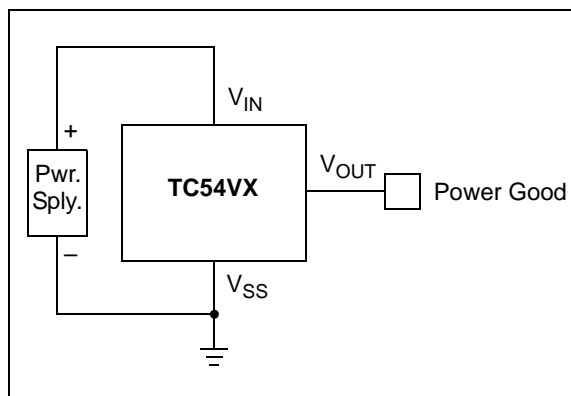 V_IN
+
Pwr.
Sply.
–
TC54VX
V_OUT
Power Good
V_SS